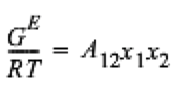 G^E/RT = A_12 x_1 x_2